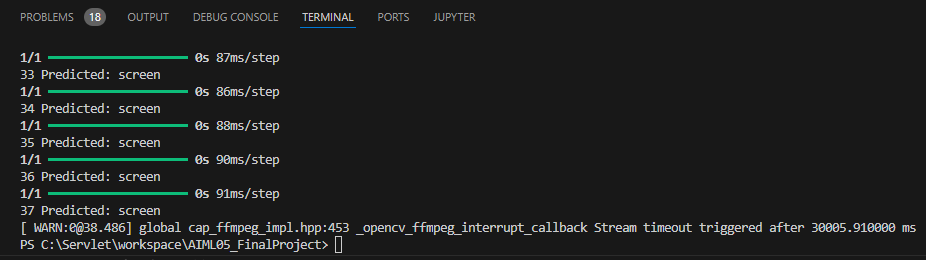 PROBLEMS 18 OUTPUT DEBUG CONSOLE TERMINAL PORTS JUPYTER
1/1 ━━━━━━━━━━━━━━━━━━━━ 0s 87ms/step
33 Predicted: screen
1/1 ━━━━━━━━━━━━━━━━━━━━ 0s 86ms/step
34 Predicted: screen
1/1 ━━━━━━━━━━━━━━━━━━━━ 0s 88ms/step
35 Predicted: screen
1/1 ━━━━━━━━━━━━━━━━━━━━ 0s 90ms/step
36 Predicted: screen
1/1 ━━━━━━━━━━━━━━━━━━━━ 0s 91ms/step
37 Predicted: screen
[ WARN:0@38.486] global cap_ffmpeg_impl.hpp:453 _opencv_ffmpeg_interrupt_callback Stream timeout triggered after 30005.910000 ms
PS C:\Servlet\workspace\AIML05_FinalProject>